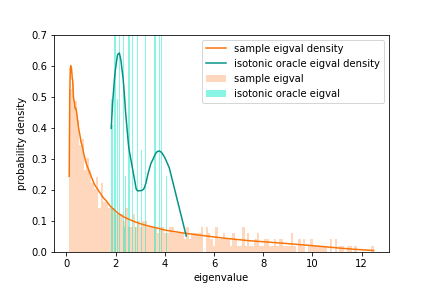 0.7
0.6
0.5
0.4
0.3
0.2
0.1
0.0
probability density
sample eigval density
isotonic oracle eigval density
sample eigval
isotonic oracle eigval
0 2 4 6 8 10 12
eigenvalue